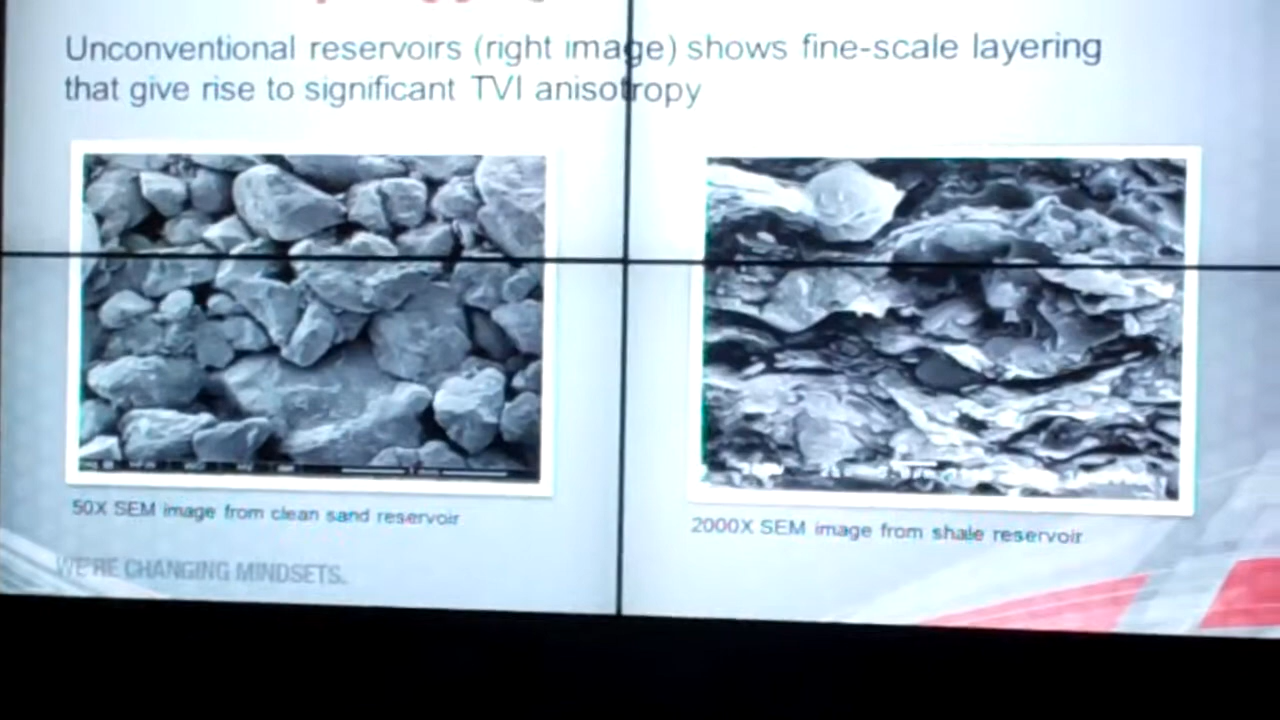 Unconventional reservoirs (right image) shows fine-scale layering
that give rise to significant TVI anisotropy
50X SEM image from clean sand reservoir
2000X SEM image from shale reservoir
WE'RE CHANGING MINDSETS.